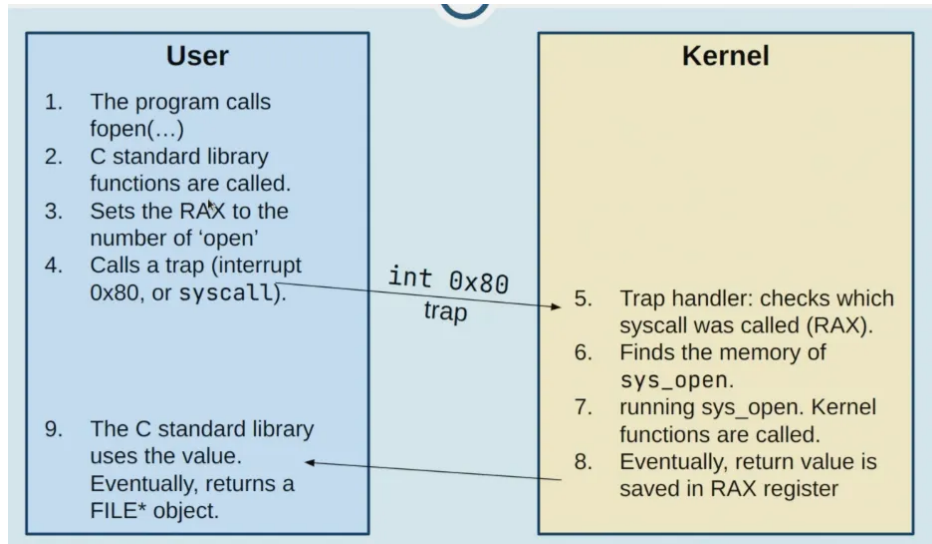 User
1. The program calls
fopen(…)
2. C standard library
functions are called.
3. Sets the RAX to the
number of ‘open’
4. Calls a trap (interrupt
0x80, or syscall).
int 0x80
trap
Kernel
5. Trap handler: checks which
syscall was called (RAX).
6. Finds the memory of
sys_open.
7. running sys_open. Kernel
functions are called.
8. Eventually, return value is
saved in RAX register
9. The C standard library
uses the value.
Eventually, returns a
FILE* object.